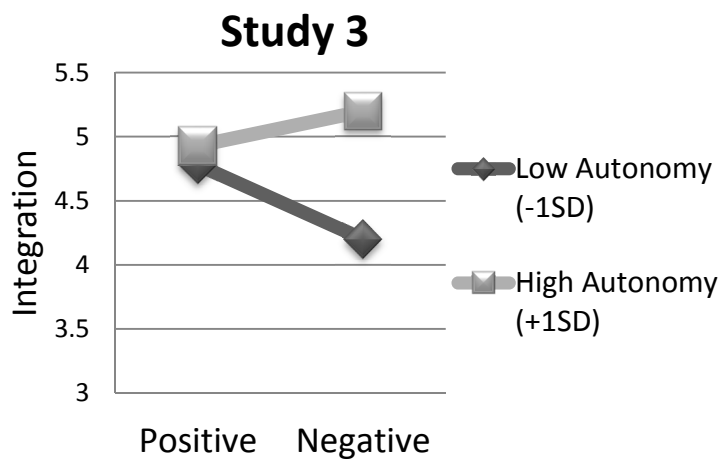 Study 3
5.5
5
4.5
4
3.5
3
Integration
Positive Negative
Low Autonomy
(-1SD)
High Autonomy
(+1SD)